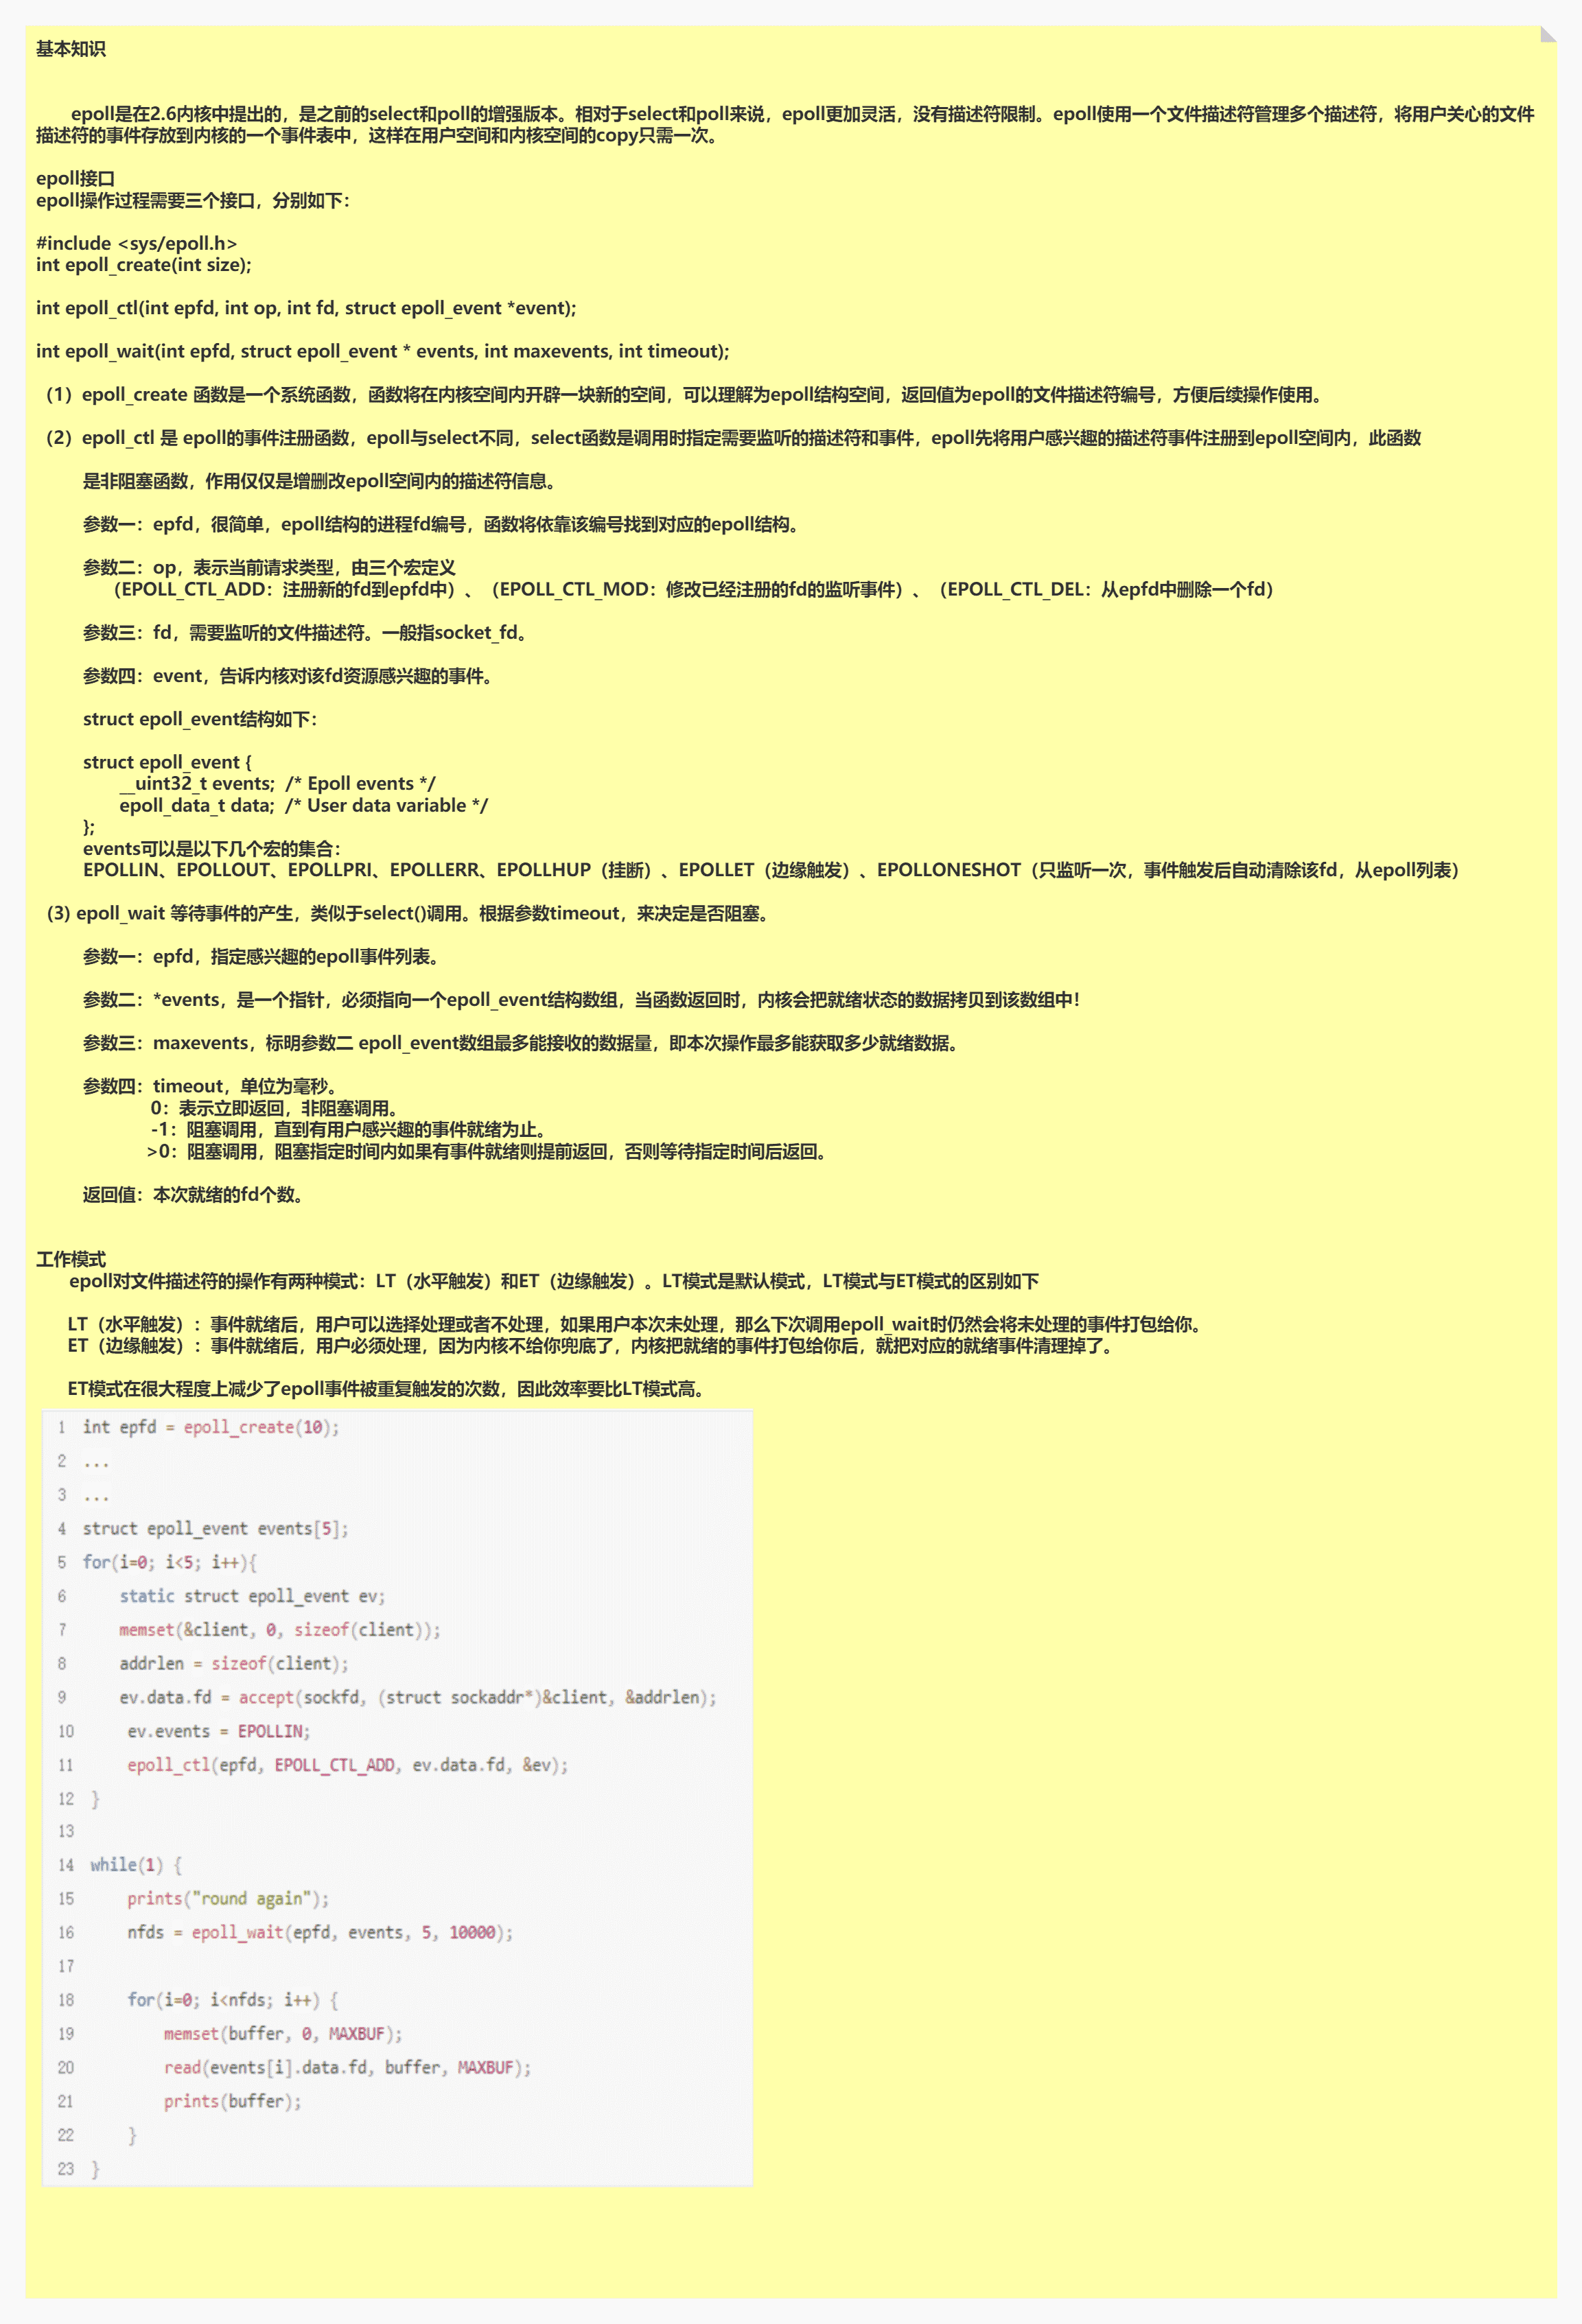 基本知识
epoll是在2.6内核中提出的，是之前的select和poll的增强版本。相对于select和poll来说，epoll更加灵活，没有描述符限制。epoll使用一个文件描述符管理多个描述符，将用户关心的文件
描述符的事件存放到内核的一个事件表中，这样在用户空间和内核空间的copy只需一次。
epoll接口
epoll操作过程需要三个接口，分别如下：
#include <sys/epoll.h>
int epoll_create(int size);
int epoll_ctl(int epfd, int op, int fd, struct epoll_event *event);
int epoll_wait(int epfd, struct epoll_event * events, int maxevents, int timeout);
（1）epoll_create 函数是一个系统函数，函数将在内核空间内开辟一块新的空间，可以理解为epoll结构空间，返回值为epoll的文件描述符编号，方便后续操作使用。
（2）epoll_ctl 是 epoll的事件注册函数，epoll与select不同，select函数是调用时指定需要监听的描述符和事件，epoll先将用户感兴趣的描述符事件注册到epoll空间内，此函数
是非阻塞函数，作用仅仅是增删改epoll空间内的描述符信息。
参数一：epfd，很简单，epoll结构的进程fd编号，函数将依靠该编号找到对应的epoll结构。
参数二：op，表示当前请求类型，由三个宏定义
（EPOLL_CTL_ADD：注册新的fd到epfd中）、（EPOLL_CTL_MOD：修改已经注册的fd的监听事件）、（EPOLL_CTL_DEL：从epfd中删除一个fd）
参数三：fd，需要监听的文件描述符。一般指socket_fd。
参数四：event，告诉内核对该fd资源感兴趣的事件。
struct epoll_event结构如下：
struct epoll_event {
__uint32_t events;  /* Epoll events */
epoll_data_t data;  /* User data variable */
};
events可以是以下几个宏的集合：
EPOLLIN、EPOLLOUT、EPOLLPRI、EPOLLERR、EPOLLHUP（挂断）、EPOLLET（边缘触发）、EPOLLONESHOT（只监听一次，事件触发后自动清除该fd，从epoll列表）
(3) epoll_wait 等待事件的产生，类似于select()调用。根据参数timeout，来决定是否阻塞。
参数一：epfd，指定感兴趣的epoll事件列表。
参数二：*events，是一个指针，必须指向一个epoll_event结构数组，当函数返回时，内核会把就绪状态的数据拷贝到该数组中！
参数三：maxevents，标明参数二 epoll_event数组最多能接收的数据量，即本次操作最多能获取多少就绪数据。
参数四：timeout，单位为毫秒。
0：表示立即返回，非阻塞调用。
-1：阻塞调用，直到有用户感兴趣的事件就绪为止。
>0：阻塞调用，阻塞指定时间内如果有事件就绪则提前返回，否则等待指定时间后返回。
返回值：本次就绪的fd个数。
工作模式
epoll对文件描述符的操作有两种模式：LT（水平触发）和ET（边缘触发）。LT模式是默认模式，LT模式与ET模式的区别如下
LT（水平触发）：事件就绪后，用户可以选择处理或者不处理，如果用户本次未处理，那么下次调用epoll_wait时仍然会将未处理的事件打包给你。
ET（边缘触发）：事件就绪后，用户必须处理，因为内核不给你兜底了，内核把就绪的事件打包给你后，就把对应的就绪事件清理掉了。
ET模式在很大程度上减少了epoll事件被重复触发的次数，因此效率要比LT模式高。
1 int epfd = epoll_create(10);
2 ...
3 ...
4 struct epoll_event events[5];
5 for(i=0; i<5; i++){
6 static struct epoll_event ev;
7 memset(&client, 0, sizeof(client));
8 addrlen = sizeof(client);
9 ev.data.fd = accept(sockfd, (struct sockaddr*)&client, &addrlen);
10 ev.events = EPOLLIN;
11 epoll_ctl(epfd, EPOLL_CTL_ADD, ev.data.fd, &ev);
12 }
13
14 while(1) {
15 prints("round again");
16 nfds = epoll_wait(epfd, events, 5, 10000);
17
18 for(i=0; i<nfds; i++) {
19 memset(buffer, 0, MAXBUF);
20 read(events[i].data.fd, buffer, MAXBUF);
21 prints(buffer);
22 }
23 }